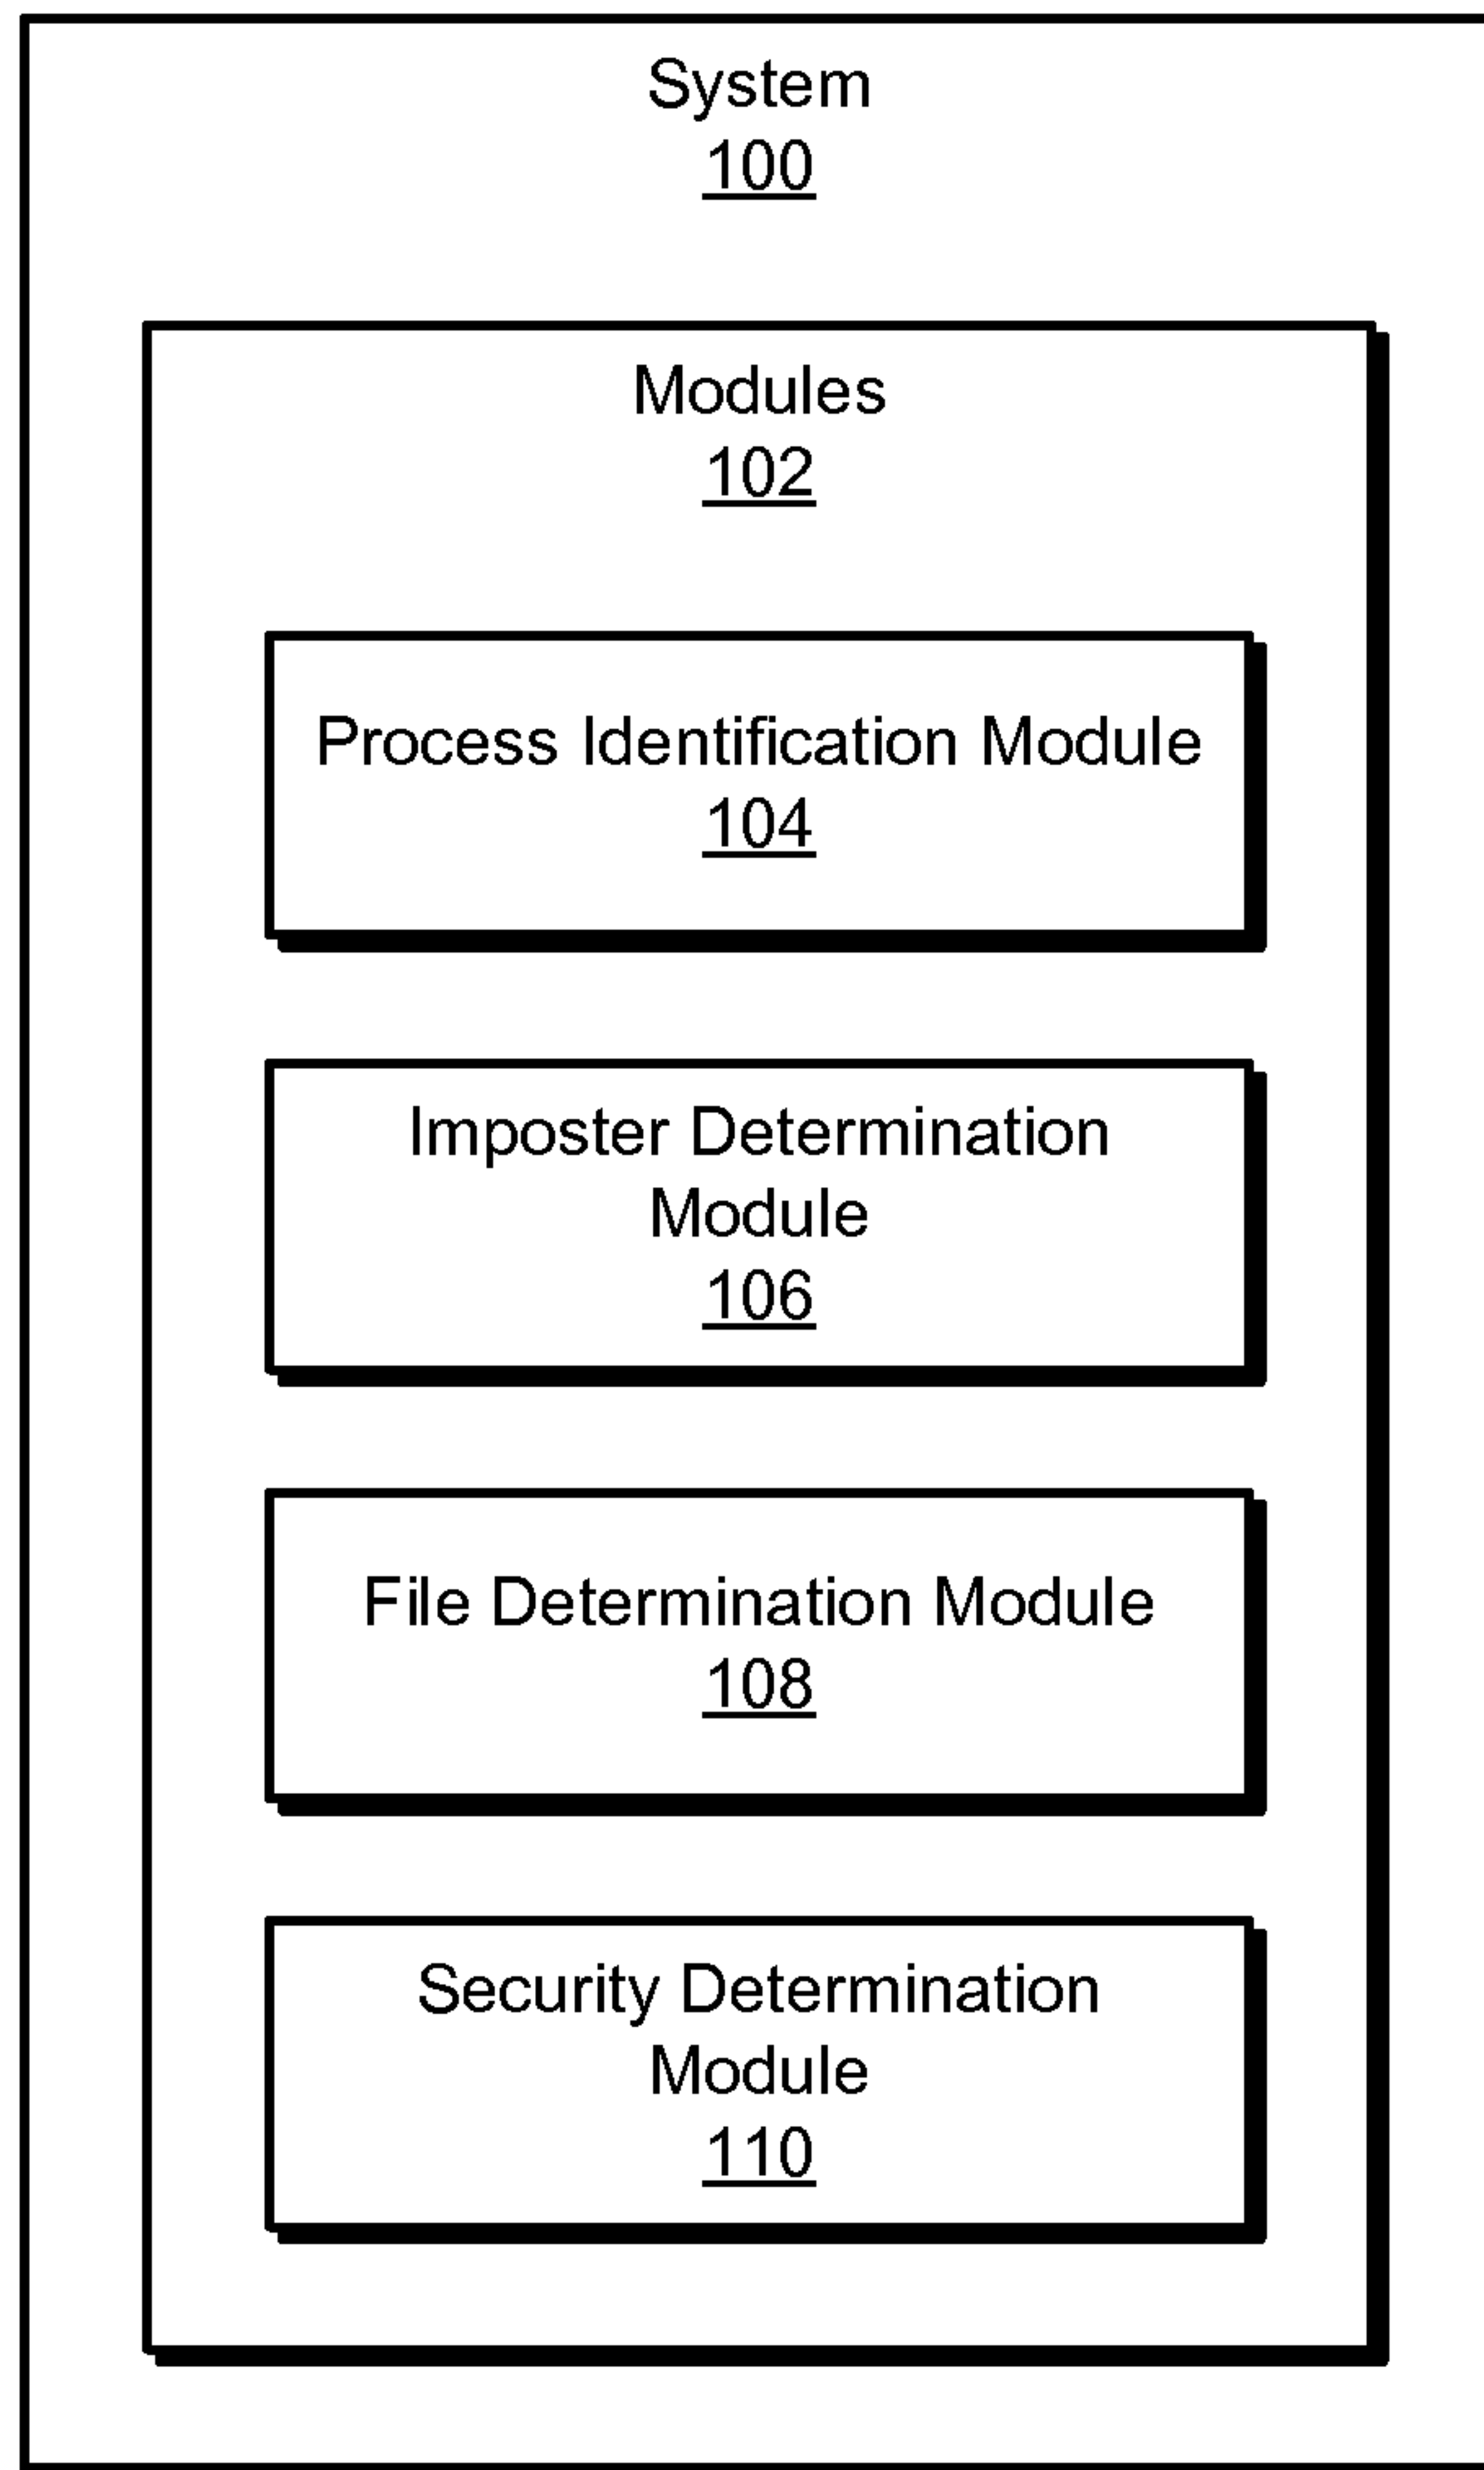 System
100
Modules
102
Process Identification Module
104
Imposter Determination
Module
106
File Determination Module
108
Security Determination
Module
110